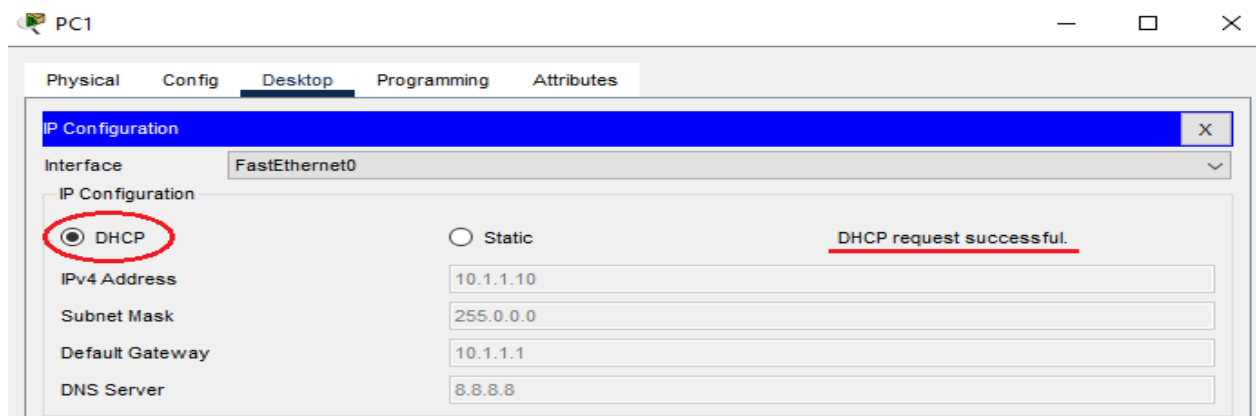 PC1
Physical Config Desktop Programming Attributes
IP Configuration X
Interface FastEthernet0
IP Configuration
DHCP Static DHCP request successful.
IPv4 Address 10.1.1.10
Subnet Mask 255.0.0.0
Default Gateway 10.1.1.1
DNS Server 8.8.8.8